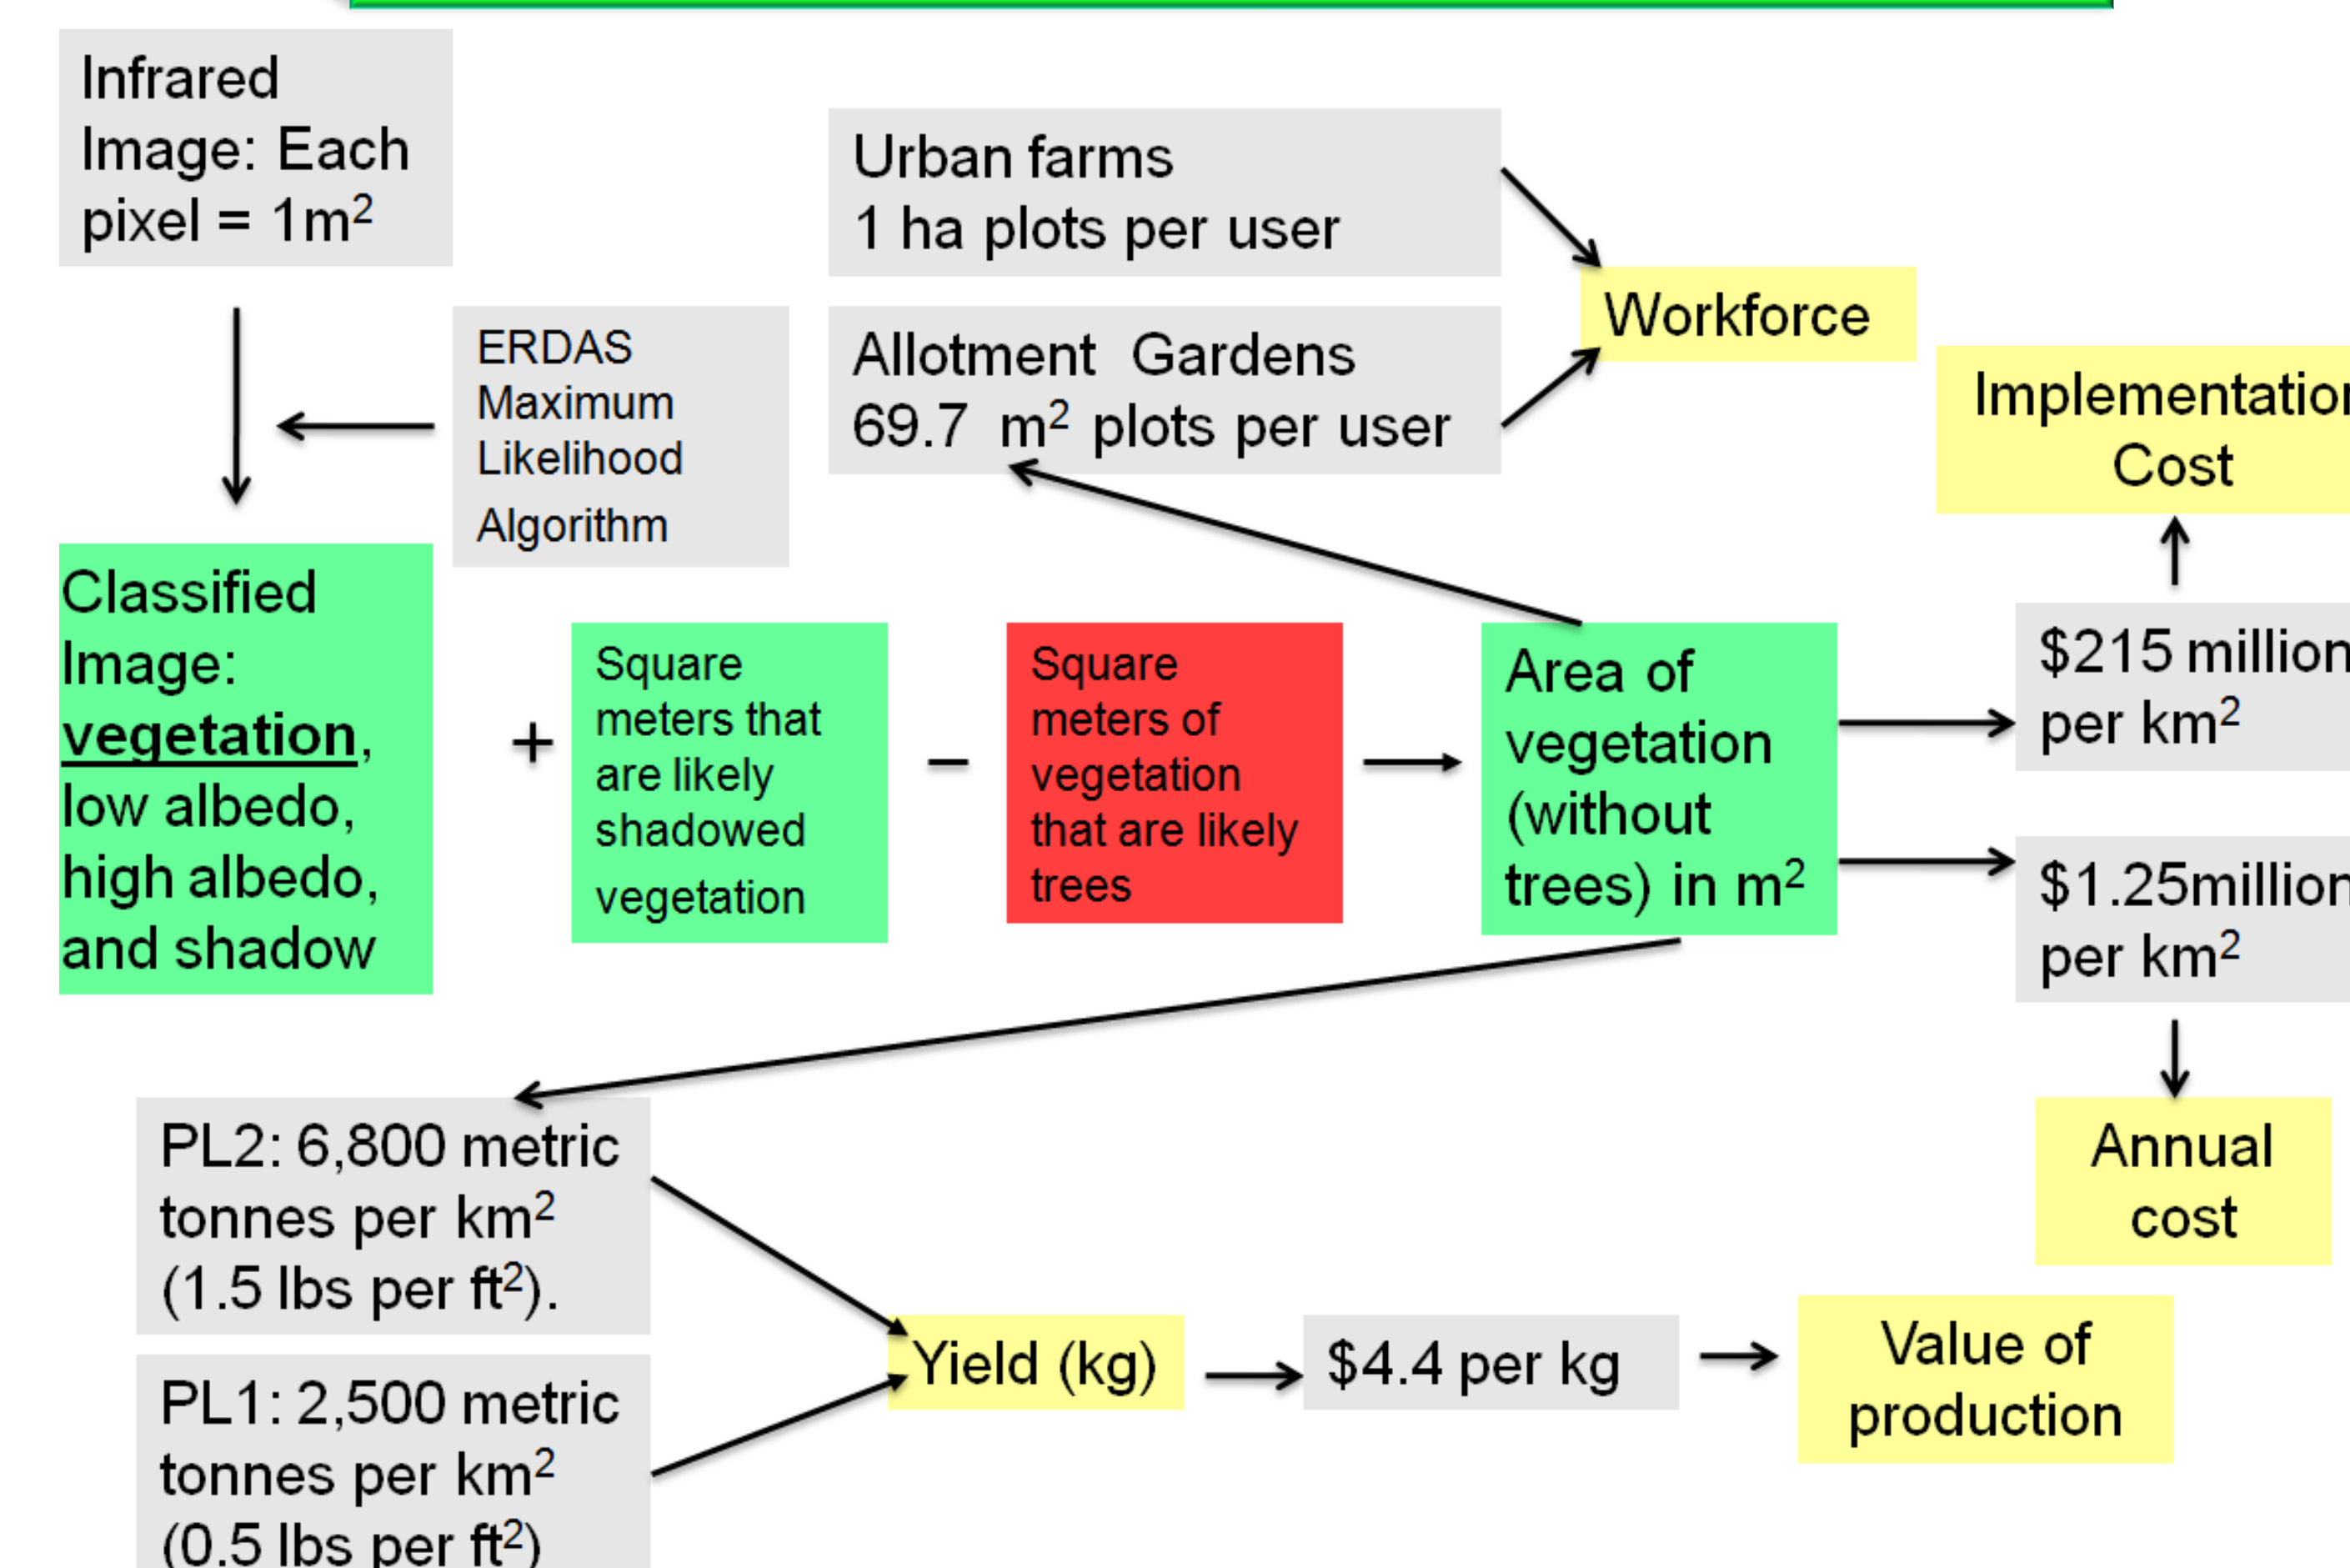 Infrared
Image: Each
pixel = 1m²
ERDAS
Maximum
Likelihood
Algorithm
Urban farms
1 ha plots per user
Allotment Gardens
69.7 m² plots per user
Workforce
Implementation
Cost
Classified
Image:
vegetation,
low albedo,
high albedo,
and shadow
+
Square
meters that
are likely
shadowed
vegetation
–
Square
meters of
vegetation
that are likely
trees
Area of
vegetation
(without
trees) in m²
$215 million
per km²
$1.25million
per km²
Annual
cost
PL2: 6,800 metric
tonnes per km²
(1.5 lbs per ft²).
PL1: 2,500 metric
tonnes per km²
(0.5 lbs per ft²)
Yield (kg)
$4.4 per kg
Value of
production